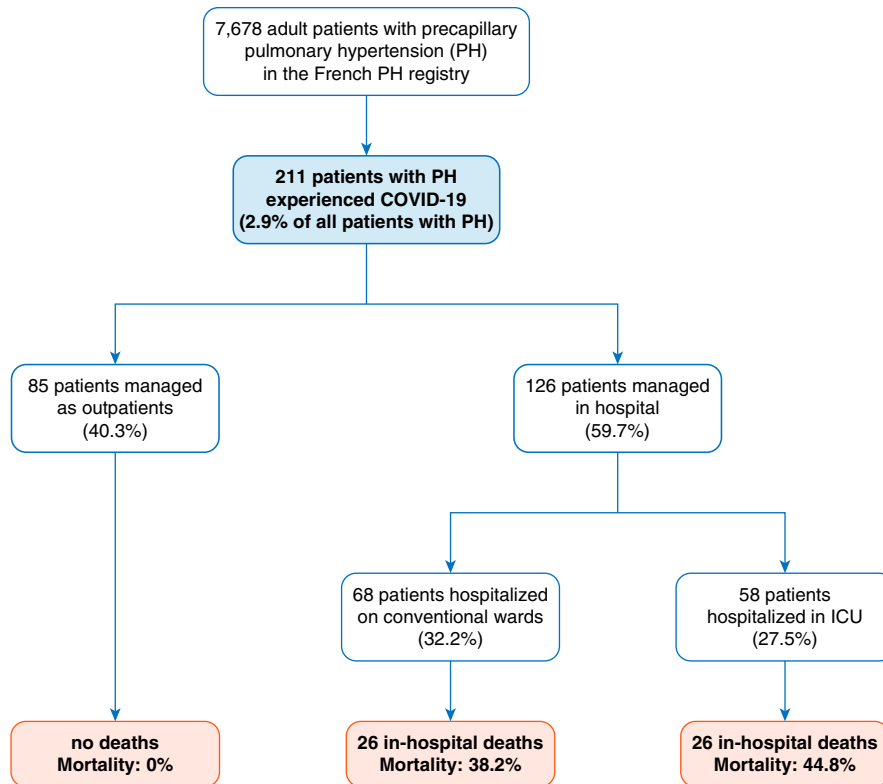 7,678 adult patients with precapillary
pulmonary hypertension (PH)
in the French PH registry
211 patients with PH
experienced COVID-19
(2.9% of all patients with PH)
85 patients managed
as outpatients
(40.3%)
126 patients managed
in hospital
(59.7%)
68 patients hospitalized
on conventional wards
(32.2%)
58 patients
hospitalized in ICU
(27.5%)
no deaths
Mortality: 0%
26 in-hospital deaths
Mortality: 38.2%
26 in-hospital deaths
Mortality: 44.8%